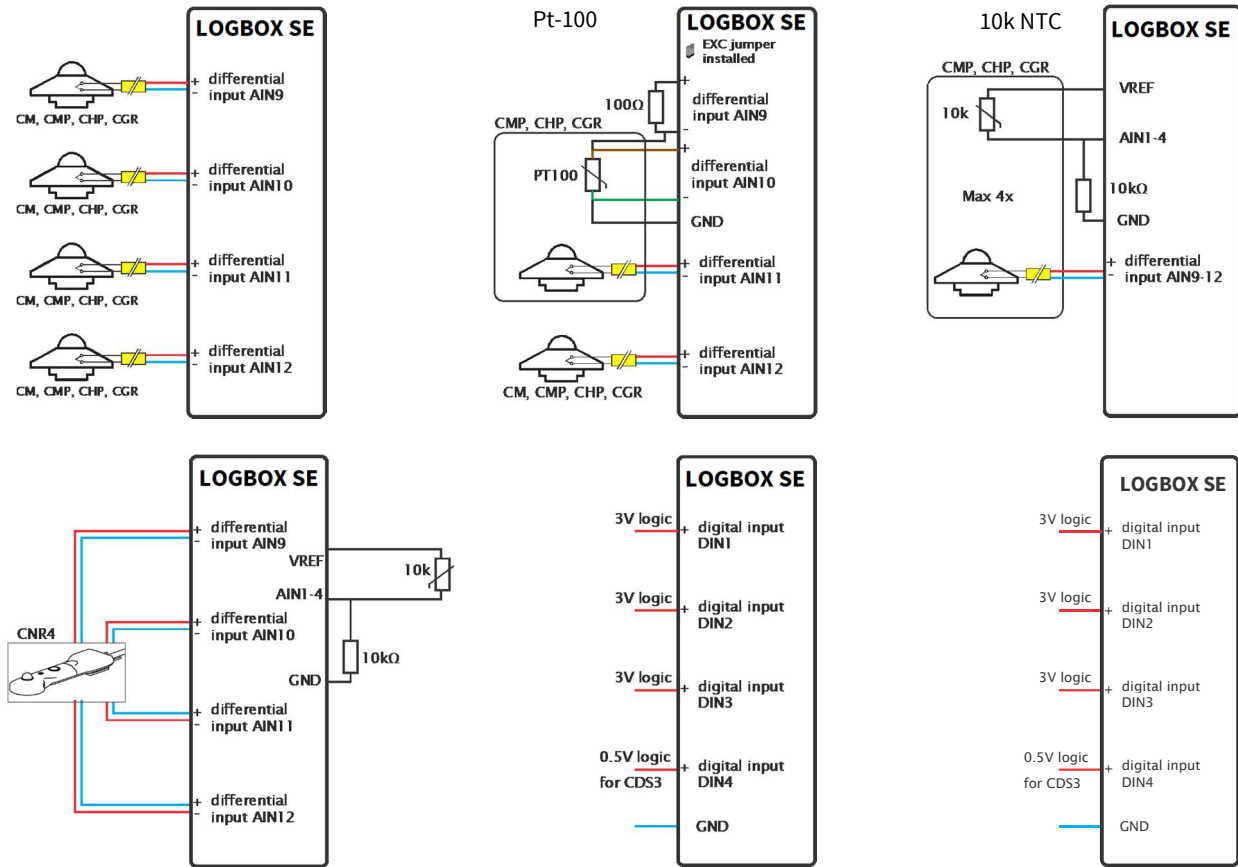 LOGBOX SE
+ differential
- input AIN9
CM, CMP, CHP, CGR
+ differential
- input AIN10
CM, CMP, CHP, CGR
+ differential
- input AIN11
CM, CMP, CHP, CGR
+ differential
- input AIN12
CM, CMP, CHP, CGR
Pt-100
LOGBOX SE
EXC jumper
installed
+
100Ω
differential
input AIN9
-
CMP, CHP, CGR
+
PT100
differential
input AIN10
-
GND
+ differential
- input AIN11
+ differential
- input AIN12
CM, CMP, CHP, CGR
10k NTC
LOGBOX SE
CMP, CHP, CGR
VREF
10k
AIN1-4
10kΩ
Max 4x
GND
+ differential
- input AIN9-12
LOGBOX SE
+ differential
- input AIN9
VREF
10k
AIN1-4
+ differential
- input AIN10
CNR4
10kΩ
GND
+ differential
- input AIN11
+ differential
- input AIN12
LOGBOX SE
3V logic
+ digital input
DIN1
3V logic
+ digital input
DIN2
3V logic
+ digital input
DIN3
0.5V logic
+ digital input
for CDS3
DIN4
GND
LOGBOX SE
3V logic
+ digital input
DIN1
3V logic
+ digital input
DIN2
3V logic
+ digital input
DIN3
0.5V logic
+ digital input
for CDS3
DIN4
GND